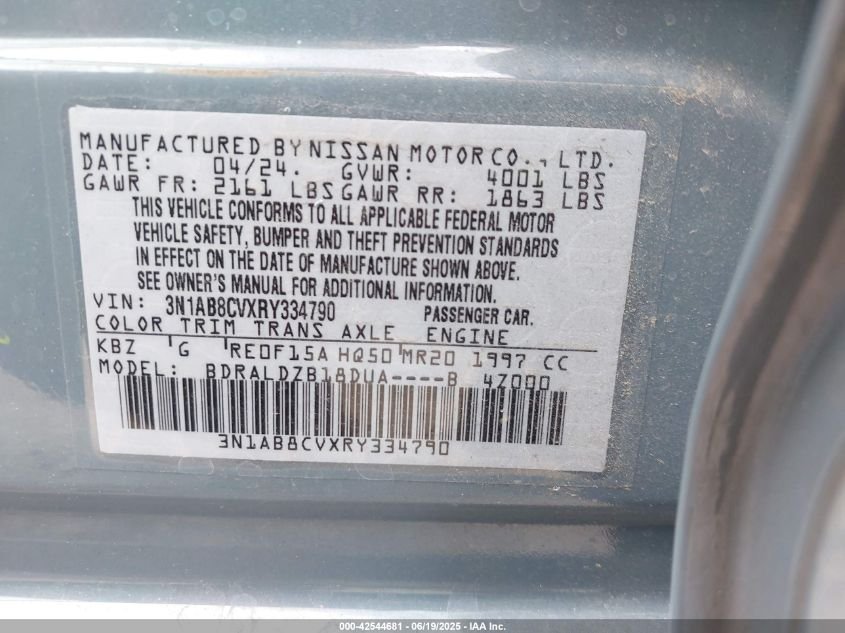 MANUFACTURED BY NISSAN MOTOR CO., LTD.
DATE: 04/24. GVWR: 4001 LBS
GAWR FR: 2161 LBS GAWR RR: 1863 LBS
THIS VEHICLE CONFORMS TO ALL APPLICABLE FEDERAL MOTOR
VEHICLE SAFETY, BUMPER AND THEFT PREVENTION STANDARDS
IN EFFECT ON THE DATE OF MANUFACTURE SHOWN ABOVE.
SEE OWNER'S MANUAL FOR ADDITIONAL INFORMATION.
VIN: 3N1AB8CVXRY334790 PASSENGER CAR.
COLOR TRIM TRANS AXLE ENGINE
KBZ G RE0F15A HQ50 MR20 1997 CC
MODEL: BDRALDZB18DUA----B 4Z000
3N1AB8CVXRY334790
000-42544681 | 06/19/2025 - IAA Inc.